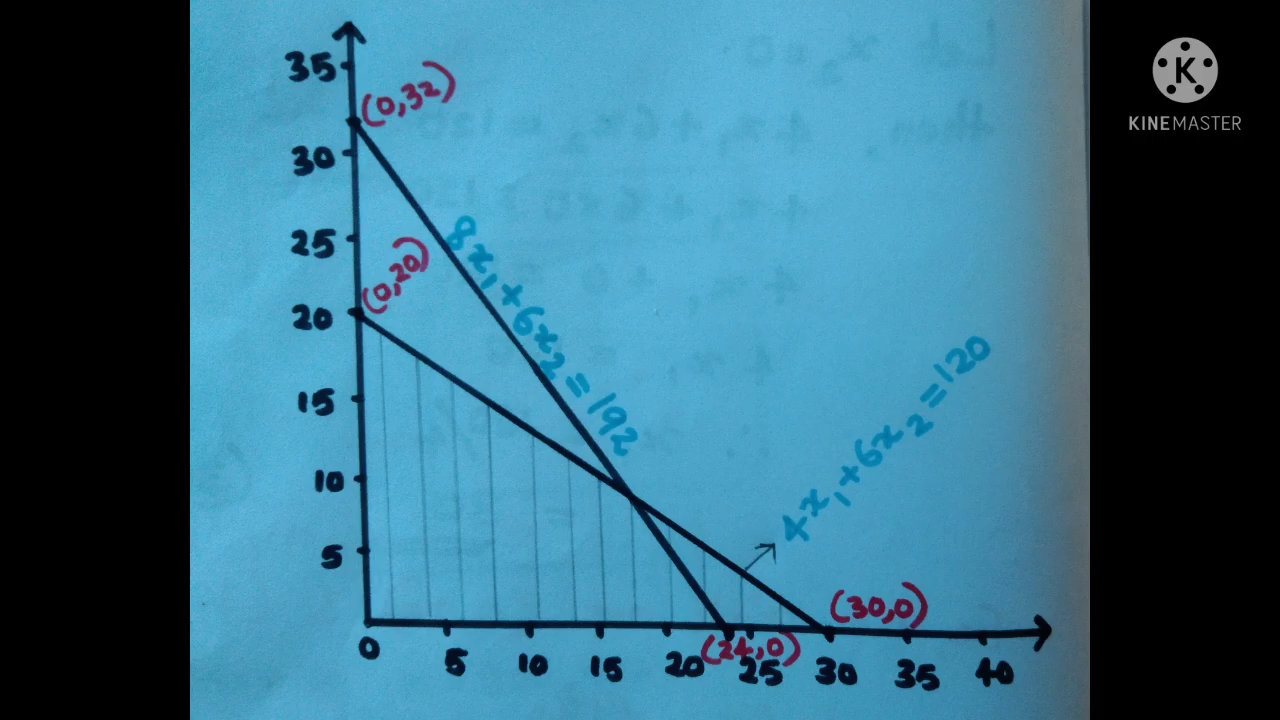 35
(0,32)
30
25
(0,20)
20
15
10
5
8x₁+6x₂=192
4x₁+6x₂=120
(30,0)
(24,0)
0 5 10 15 20 25 30 35 40
K
KINEMASTER